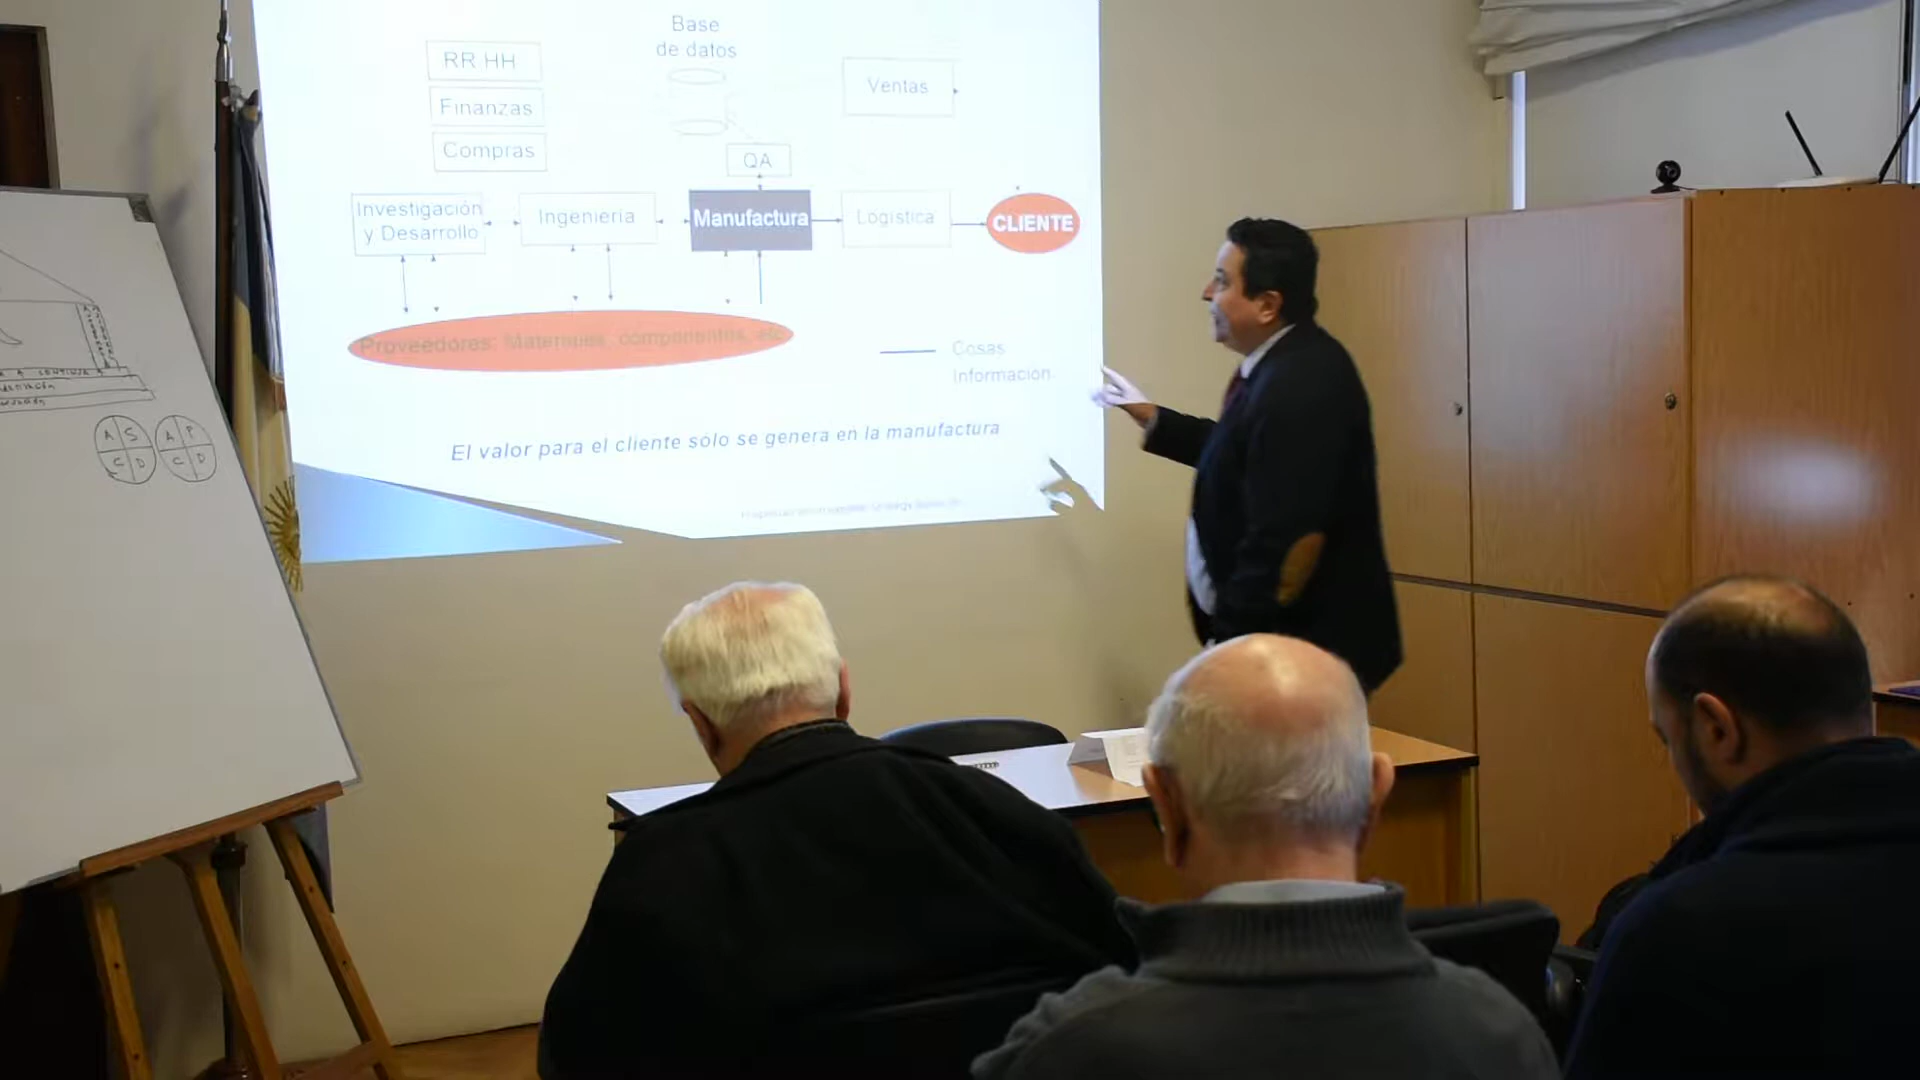 Base
de datos
RR HH
Finanzas
Compras
Ventas
QA
Investigación
y Desarrollo
Ingeniería
Manufactura
Logística
CLIENTE
Proveedores: Materiales, componentes, etc
Cosas
Información
El valor para el cliente sólo se genera en la manufactura
A S
C D
A P
C D